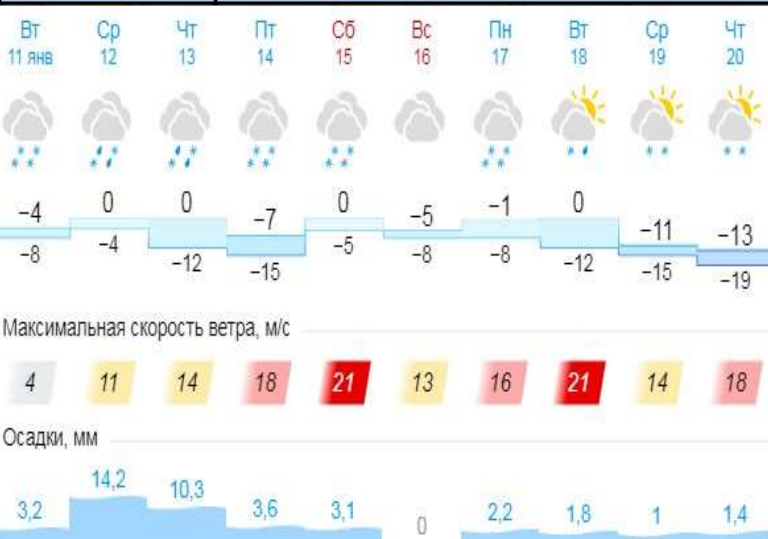 Вт Ср Чт Пт Сб Вс Пн Вт Ср Чт
11 янв 12 13 14 15 16 17 18 19 20
−4 0 0 −7 0 −5 −1 0 −11 −13
−8 −4 −12 −15 −5 −8 −8 −12 −15 −19
Максимальная скорость ветра, м/с
4 11 14 18 21 13 16 21 14 18
Осадки, мм
3,2 14,2 10,3 3,6 3,1 0 2,2 1,8 1 1,4